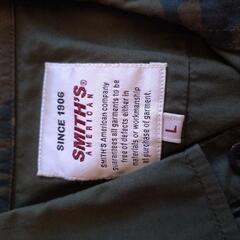 SINCE 1906
SMITH'S®
AMERICAN
SMITH'S American company
guarantees all garments to be
free of defects either in
materials or workmanship
at purchase of garment.
L